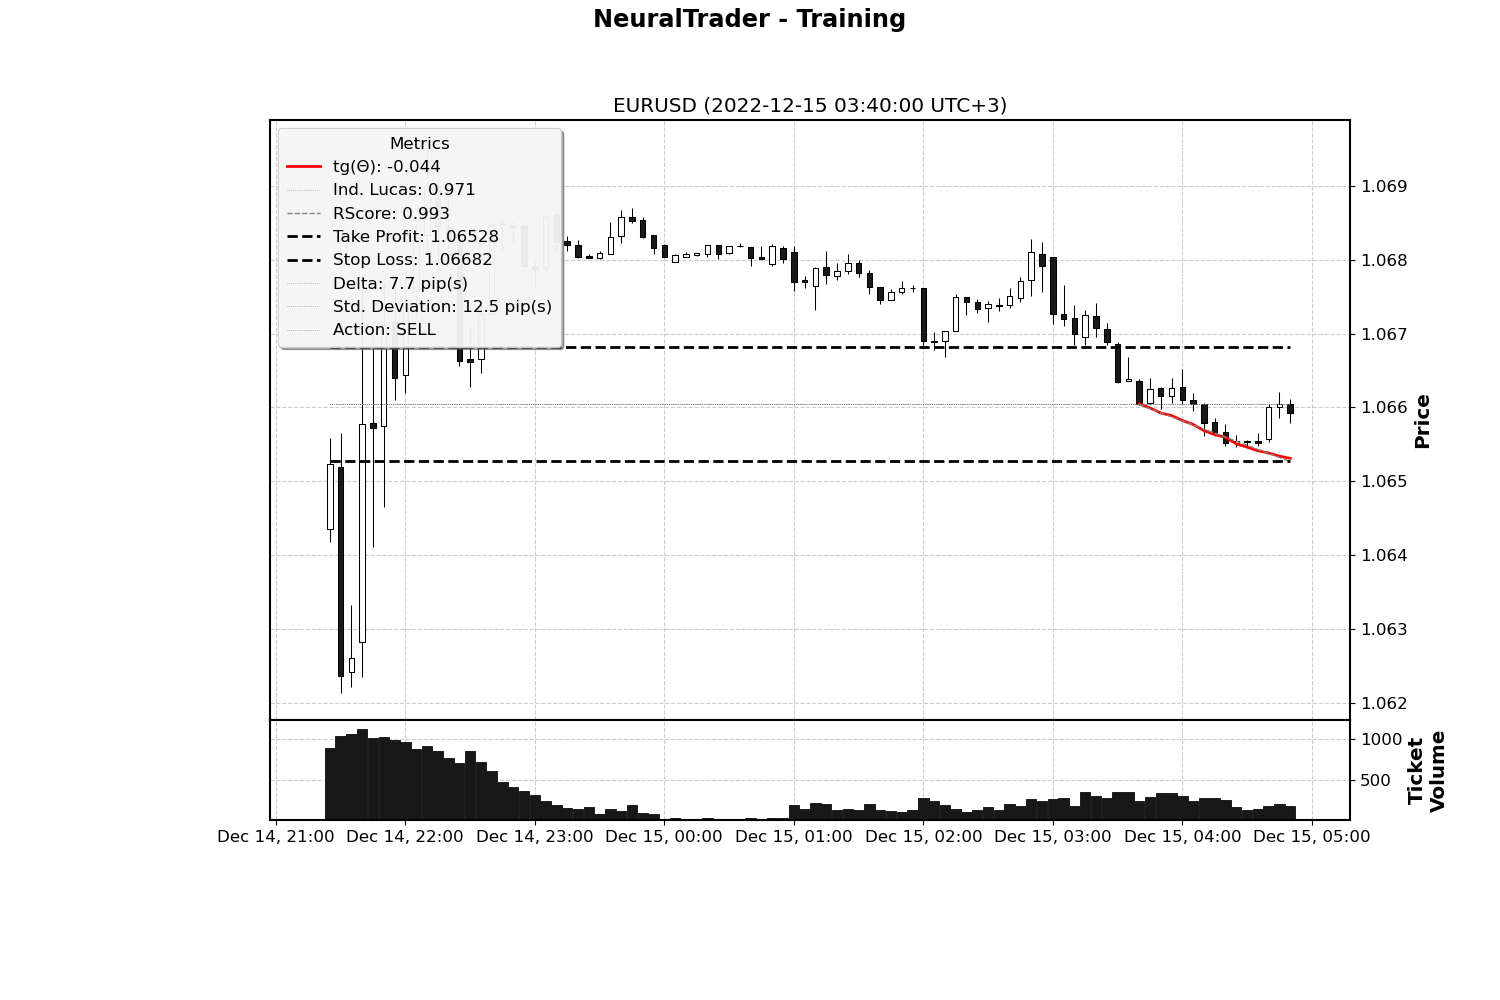 NeuralTrader - Training
EURUSD (2022-12-15 03:40:00 UTC+3)
Metrics
tg(Θ): -0.044
Ind. Lucas: 0.971
RScore: 0.993
Take Profit: 1.06528
Stop Loss: 1.06682
Delta: 7.7 pip(s)
Std. Deviation: 12.5 pip(s)
Action: SELL
1.069
1.068
1.067
1.066
1.065
1.064
1.063
1.062
Price
1000
500
Ticket
Volume
Dec 14, 21:00 Dec 14, 22:00 Dec 14, 23:00 Dec 15, 00:00 Dec 15, 01:00 Dec 15, 02:00 Dec 15, 03:00 Dec 15, 04:00 Dec 15, 05:00